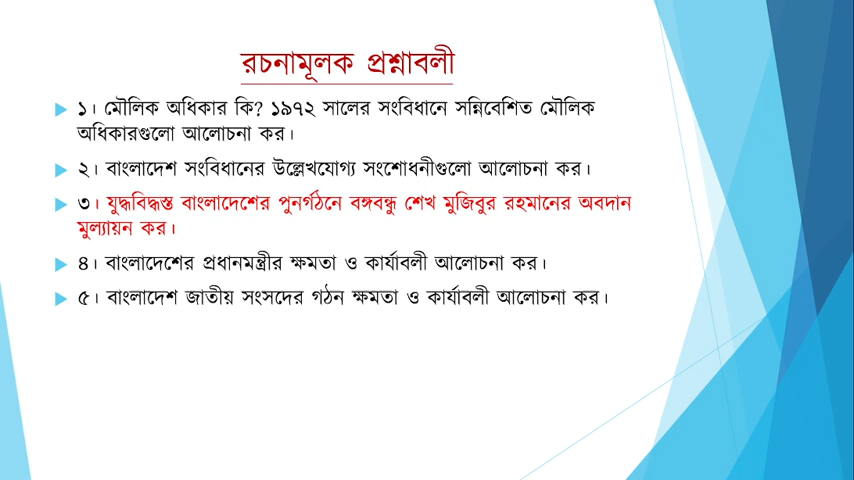 রচনামূলক প্রশ্নাবলী
১। মৌলিক অধিকার কি? ১৯৭২ সালের সংবিধানে সন্নিবেশিত মৌলিক
অধিকারগুলো আলোচনা কর।
২। বাংলাদেশ সংবিধানের উল্লেখযোগ্য সংশোধনীগুলো আলোচনা কর।
৩। যুদ্ধবিদ্ধস্ত বাংলাদেশের পুনর্গঠনে বঙ্গবন্ধু শেখ মুজিবুর রহমানের অবদান
মুল্যায়ন কর।
৪। বাংলাদেশের প্রধানমন্ত্রীর ক্ষমতা ও কার্যাবলী আলোচনা কর।
৫। বাংলাদেশ জাতীয় সংসদের গঠন ক্ষমতা ও কার্যাবলী আলোচনা কর।